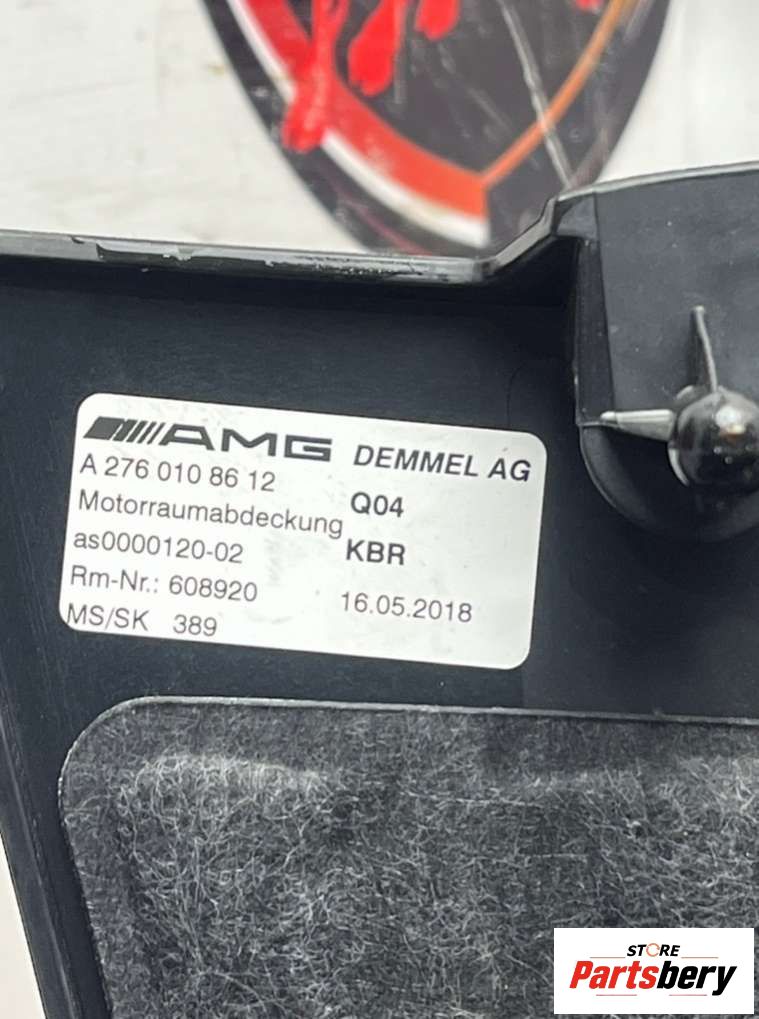 AMG DEMMEL AG
A 276 010 86 12 Q04
Motorraumabdeckung
as0000120-02 KBR
Rm-Nr.: 608920 16.05.2018
MS/SK 389
STORE
Partsbery